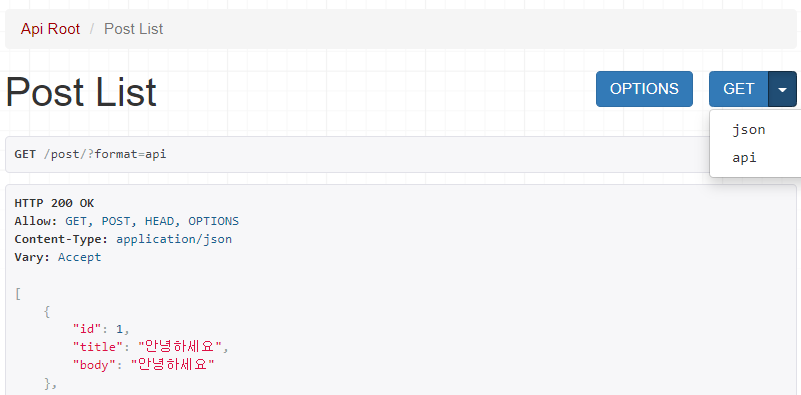 Api Root / Post List
Post List
OPTIONS
GET
json
api
GET /post/?format=api
HTTP 200 OK
Allow: GET, POST, HEAD, OPTIONS
Content-Type: application/json
Vary: Accept
[
{
"id": 1,
"title": "안녕하세요",
"body": "안녕하세요"
},